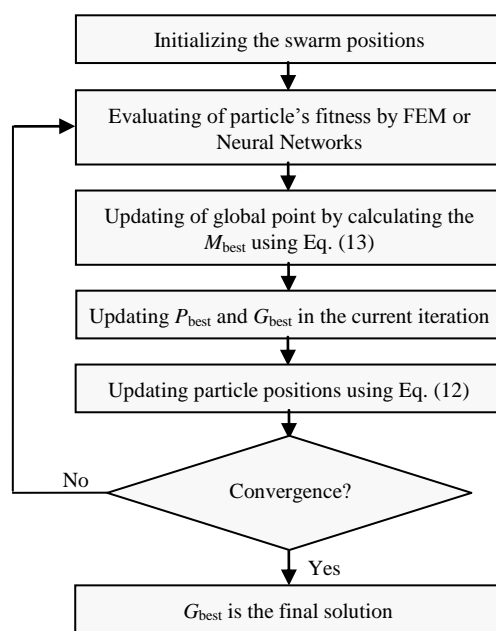 Initializing the swarm positions
Evaluating of particle's fitness by FEM or
Neural Networks
Updating of global point by calculating the
Mbest using Eq. (13)
Updating Pbest and Gbest in the current iteration
Updating particle positions using Eq. (12)
No
Convergence?
Yes
Gbest is the final solution